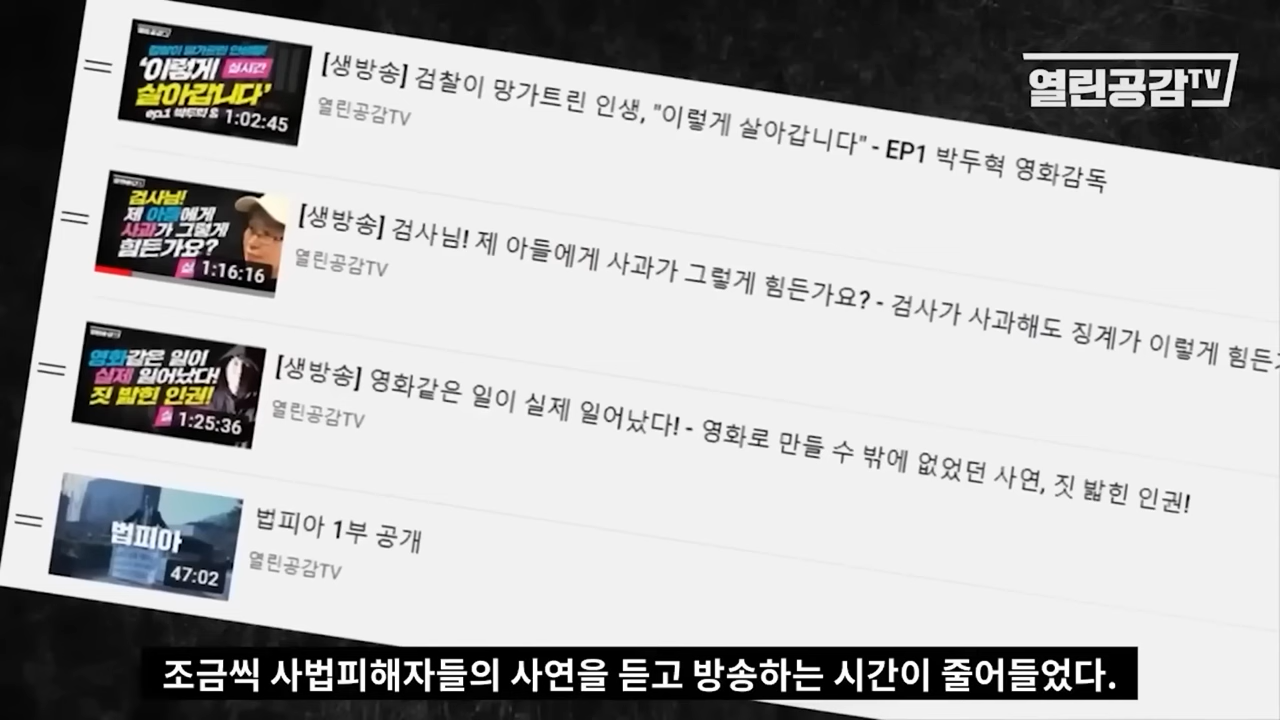 열린공감TV
검찰이 망가트린 인생들!
'이렇게 실시간
살아갑니다'
1:02:45
[생방송] 검찰이 망가트린 인생, "이렇게 살아갑니다" - EP1 박두혁 영화감독
열린공감TV
검사님!
제 아들에게
사과가 그렇게
힘든가요?
1:16:16
[생방송] 검사님! 제 아들에게 사과가 그렇게 힘든가요? - 검사가 사과해도 징계가 이렇게 힘든가
열린공감TV
영화같은 일이
실제 일어났다!
짓 밟힌 인권!
1:25:36
[생방송] 영화같은 일이 실제 일어났다! - 영화로 만들 수 밖에 없었던 사연, 짓 밟힌 인권!
열린공감TV
법피아
47:02
법피아 1부 공개
열린공감TV
조금씩 사법피해자들의 사연을 듣고 방송하는 시간이 줄어들었다.